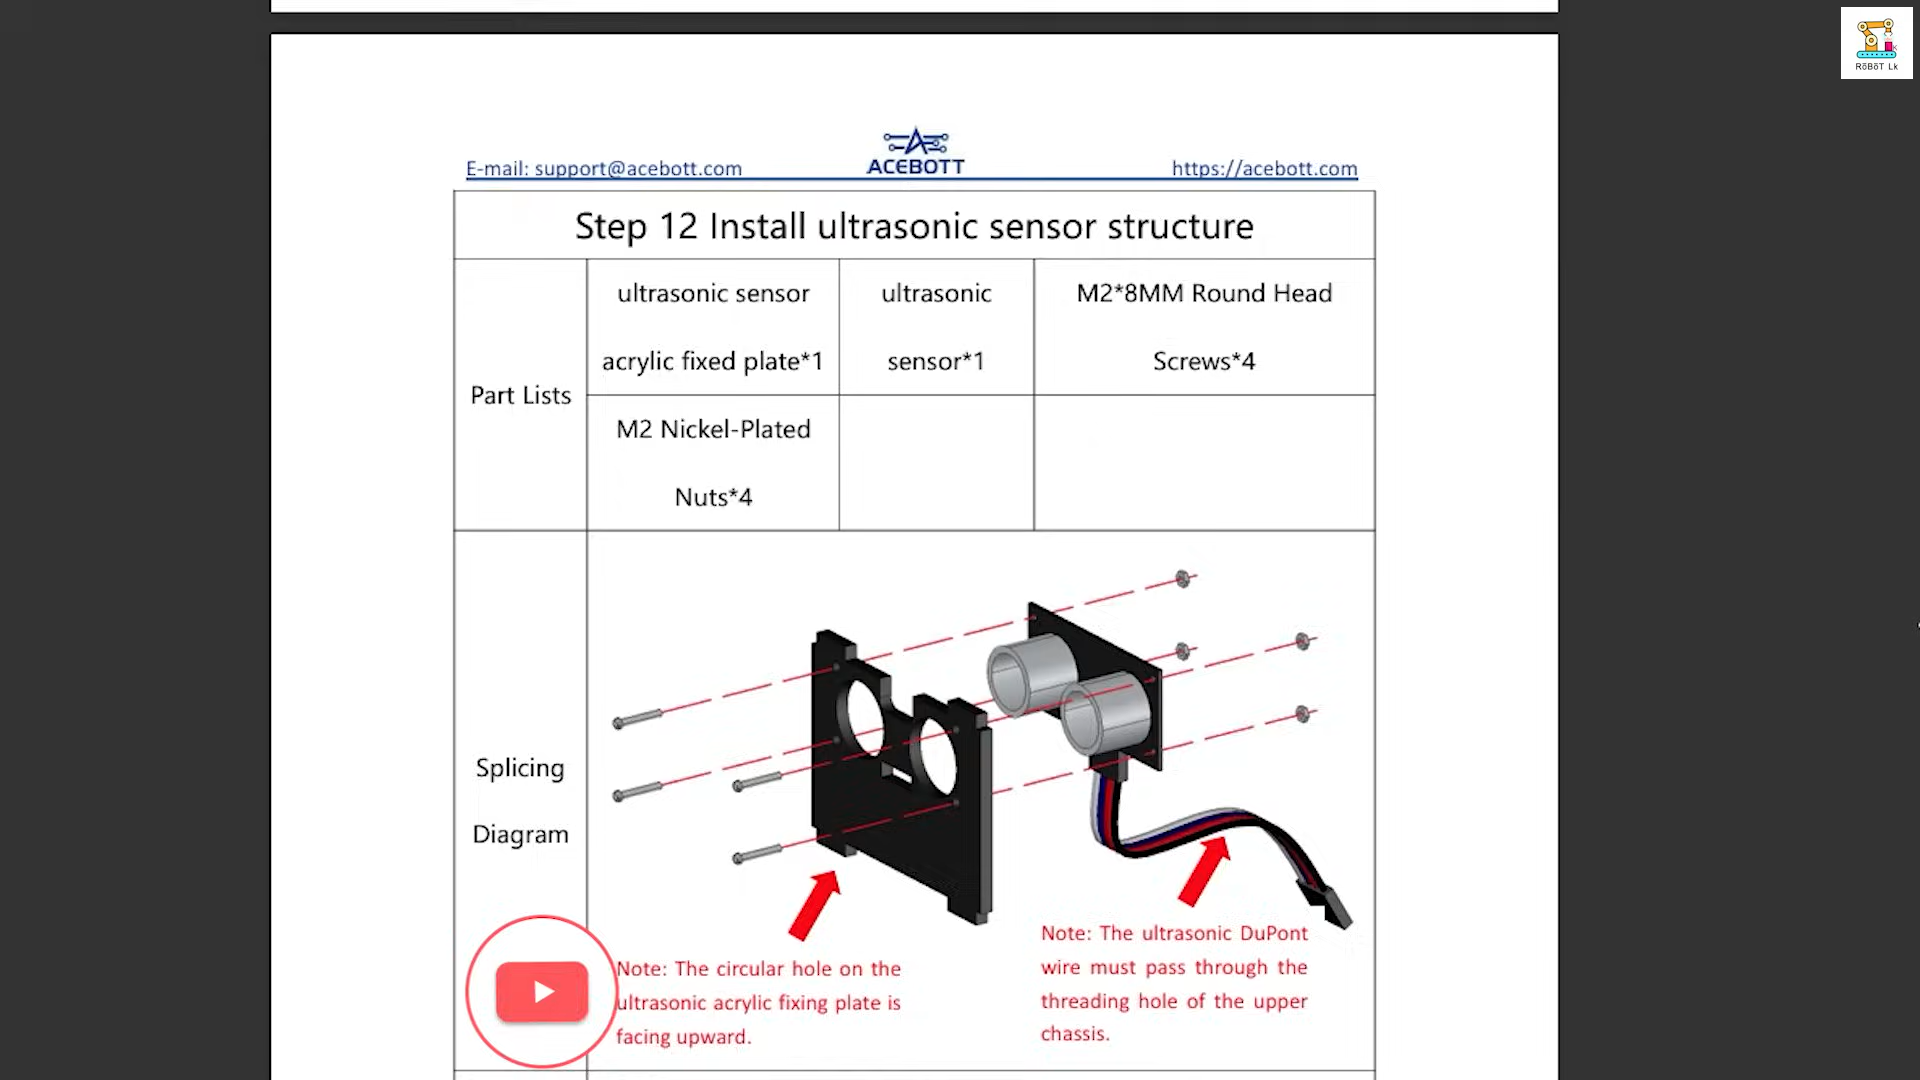 RōBōT Lk
E-mail: support@acebott.com
ACEBOTT
https://acebott.com
Step 12 Install ultrasonic sensor structure
Part Lists
ultrasonic sensor
acrylic fixed plate*1
ultrasonic
sensor*1
M2*8MM Round Head
Screws*4
M2 Nickel-Plated
Nuts*4
Splicing
Diagram
Note: The circular hole on the
ultrasonic acrylic fixing plate is
facing upward.
Note: The ultrasonic DuPont
wire must pass through the
threading hole of the upper
chassis.